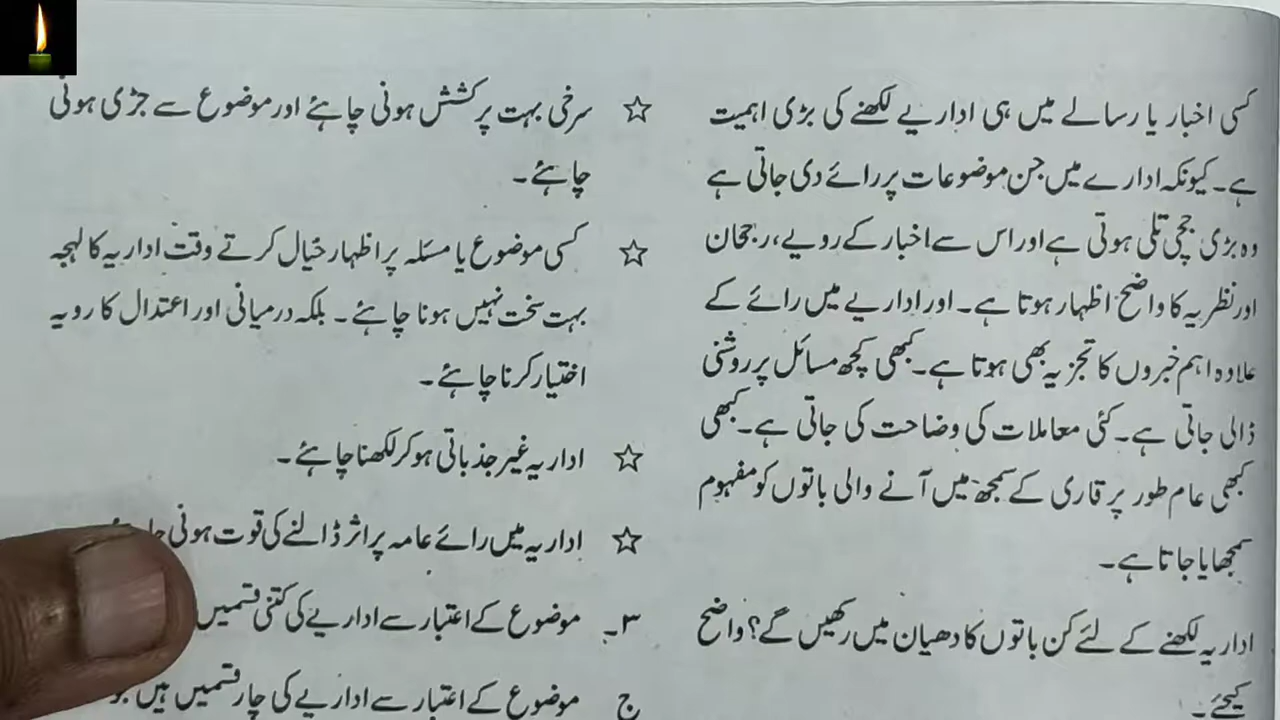 کسی اخبار یا رسالے میں ہی اداریے لکھنے کی بڑی اہمیت
ہے۔ کیونکہ ادارے میں جن موضوعات پر رائے دی جاتی ہے
وہ بڑی جچی تلی ہوتی ہے اور اس سے اخبار کے رویے، رجحان
اور نظریہ کا واضح اظہار ہوتا ہے۔ اور اداریے میں رائے کے
علاوہ اہم خبروں کا تجزیہ بھی ہوتا ہے۔ کبھی کچھ مسائل پر روشنی
ڈالی جاتی ہے۔ کئی معاملات کی وضاحت کی جاتی ہے۔ کبھی
کبھی عام طور پر قاری کے سمجھ میں آنے والی باتوں کو مفہوم
سمجھایا جاتا ہے۔
اداریہ لکھنے کے لئے کن باتوں کا دھیان میں رکھیں گے؟ واضح
کیجئے۔
☆ سرخی بہت پرکشش ہونی چاہئے اور موضوع سے جڑی ہونی
چاہئے۔
☆ کسی موضوع یا مسئلہ پر اظہار خیال کرتے وقت اداریہ کا لہجہ
بہت سخت نہیں ہونا چاہئے۔ بلکہ درمیانی اور اعتدال کا رویہ
اختیار کرنا چاہئے۔
☆ اداریہ غیر جذباتی ہو کر لکھنا چاہئے۔
☆ اداریہ میں رائے عامہ پر اثر ڈالنے کی قوت ہونی
۳۔ موضوع کے اعتبار سے اداریے کی کتنی قسمیں
ج موضوع کے اعتبار سے اداریے کی چار قسمیں ہیں